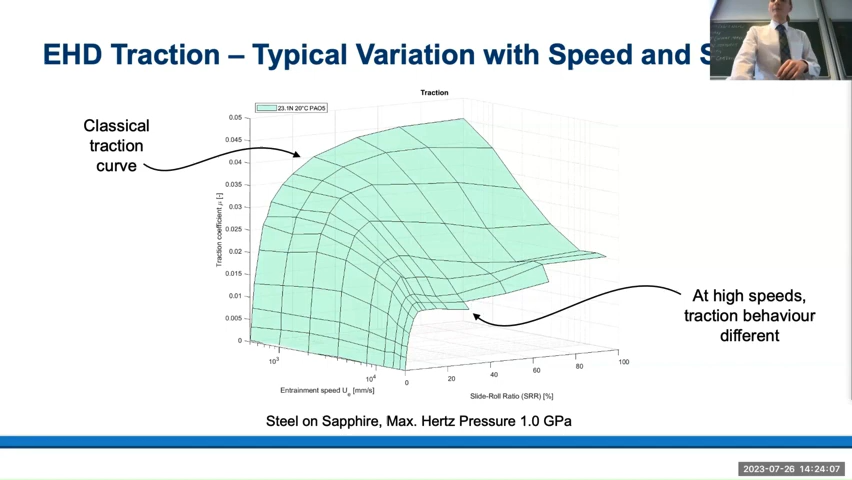 EHD Traction – Typical Variation with Speed and S
Traction
23.1N 20°C PAO5
Classical
traction
curve
0.05
0.045
0.04
0.035
0.03
0.025
0.02
0.015
0.01
0.005
0
Traction coefficient μ [-]
10³
10⁴
Entrainment speed Ue [mm/s]
0
20
40
60
80
100
Slide-Roll Ratio (SRR) [%]
At high speeds,
traction behaviour
different
Steel on Sapphire, Max. Hertz Pressure 1.0 GPa
2023-07-26 14:24:07